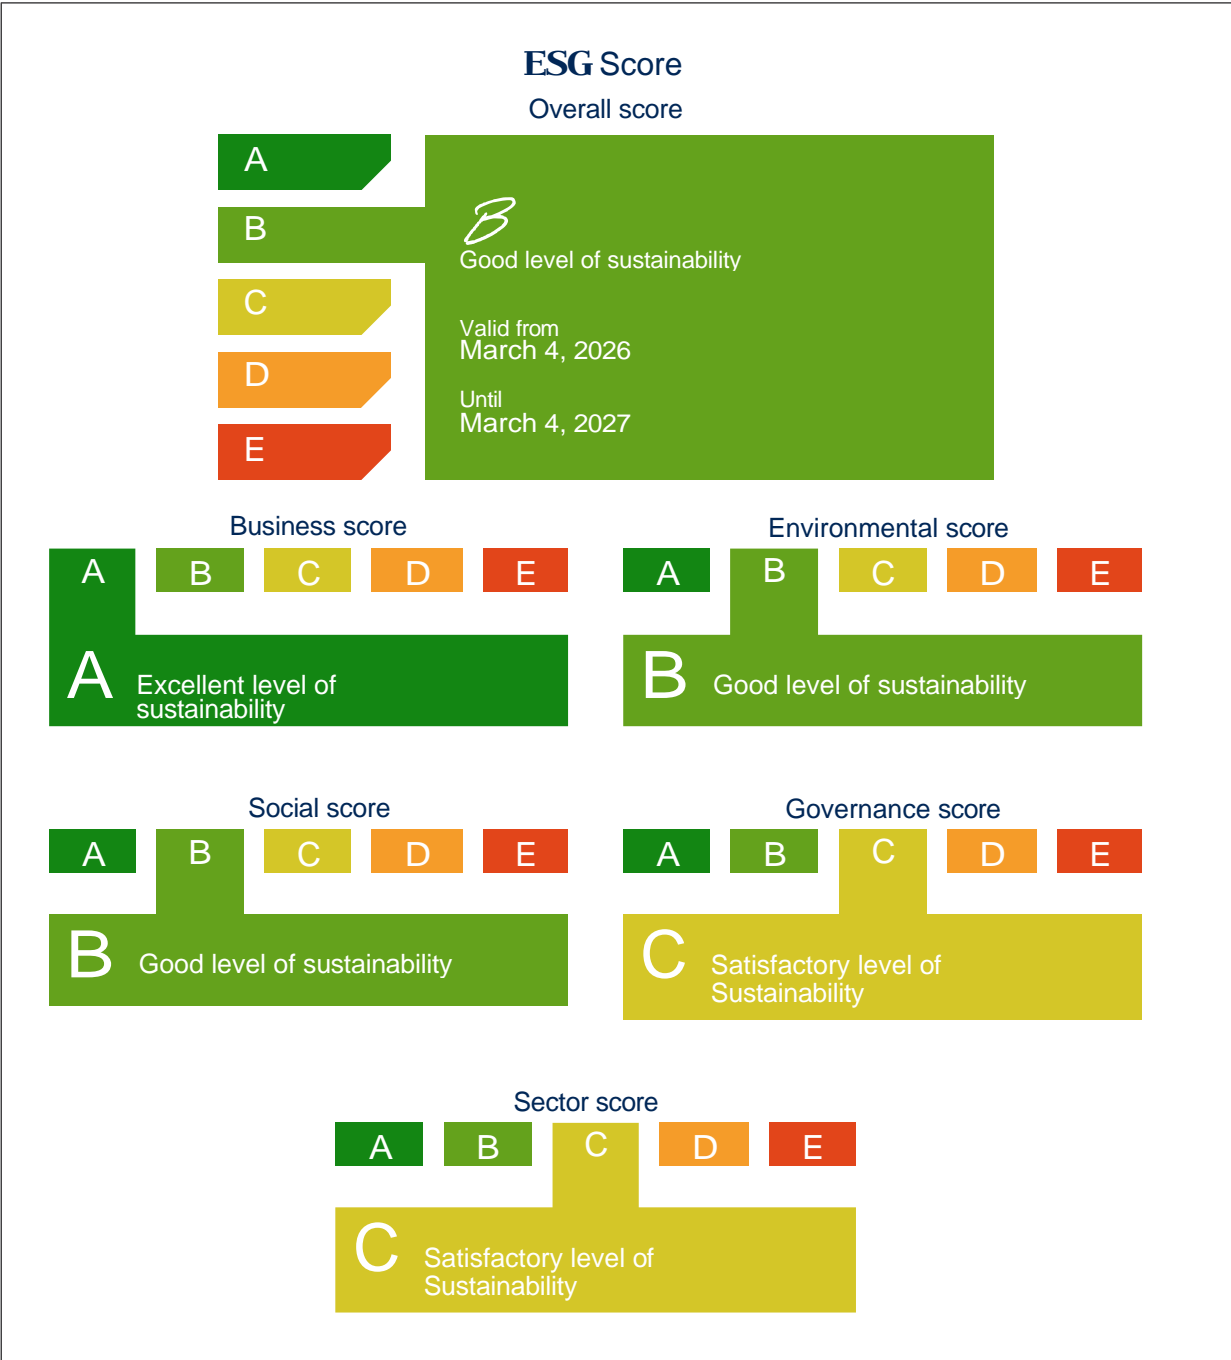 ESG Score
Overall score
A
B
C
D
E
B
Good level of sustainability
Valid from
March 4, 2026
Until
March 4, 2027
Business score
A B C D E
A Excellent level of
sustainability
Environmental score
A B C D E
B Good level of sustainability
Social score
A B C D E
B Good level of sustainability
Governance score
A B C D E
C Satisfactory level of
Sustainability
Sector score
A B C D E
C Satisfactory level of
Sustainability